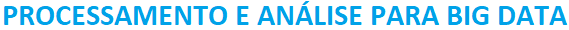 PROCESSAMENTO E ANÁLISE PARA BIG DATA